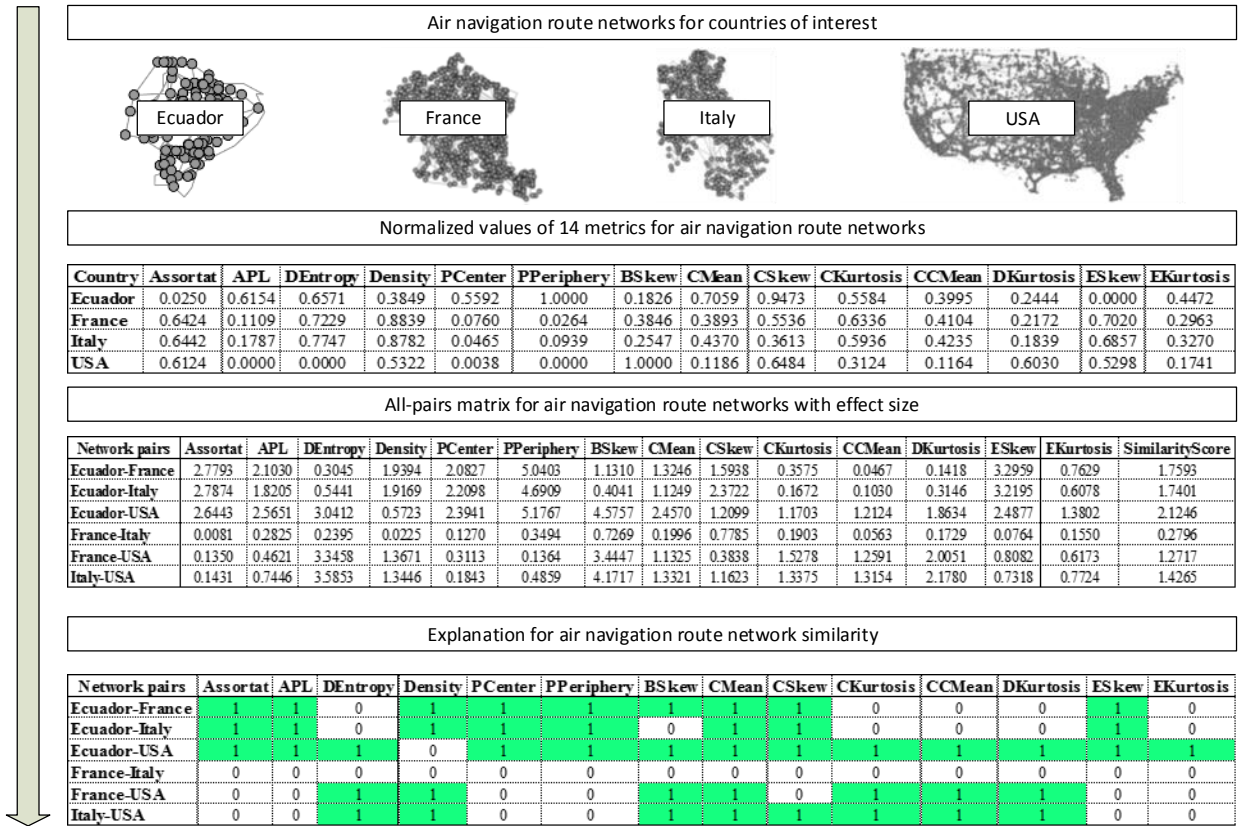 Air navigation route networks for countries of interest
Ecuador France Italy USA
Normalized values of 14 metrics for air navigation route networks
Country Assortat APL DEntropy Density PCenter PPeriphery BSkew CMean CSkew CKurtosis CCMean DKurtosis ESkew EKurtosis
Ecuador 0.0250 0.6154 0.6571 0.3849 0.5592 1.0000 0.1826 0.7059 0.9473 0.5584 0.3995 0.2444 0.0000 0.4472
France 0.6424 0.1109 0.7229 0.8839 0.0760 0.0264 0.3846 0.3893 0.5536 0.6336 0.4104 0.2172 0.7020 0.2963
Italy 0.6442 0.1787 0.7747 0.8782 0.0465 0.0939 0.2547 0.4370 0.3613 0.5936 0.4235 0.1839 0.6857 0.3270
USA 0.6124 0.0000 0.0000 0.5322 0.0038 0.0000 1.0000 0.1186 0.6484 0.3124 0.1164 0.6030 0.5298 0.1741
All-pairs matrix for air navigation route networks with effect size
Network pairs Assortat APL DEntropy Density PCenter PPeriphery BSkew CMean CSkew CKurtosis CCMean DKurtosis ESkew EKurtosis SimilarityScore
Ecuador-France 2.7793 2.1030 0.3045 1.9394 2.0827 5.0403 1.1310 1.3246 1.5938 0.3575 0.0467 0.1418 3.2959 0.7629 1.7593
Ecuador-Italy 2.7874 1.8205 0.5441 1.9169 2.2098 4.6909 0.4041 1.1249 2.3722 0.1672 0.1030 0.3146 3.2195 0.6078 1.7401
Ecuador-USA 2.6443 2.5651 3.0412 0.5723 2.3941 5.1767 4.5757 2.4570 1.2099 1.1703 1.2124 1.8634 2.4877 1.3802 2.1246
France-Italy 0.0081 0.2825 0.2395 0.0225 0.1270 0.3494 0.7269 0.1996 0.7785 0.1903 0.0563 0.1729 0.0764 0.1550 0.2796
France-USA 0.1350 0.4621 3.3458 1.3671 0.3113 0.1364 3.4447 1.1325 0.3838 1.5278 1.2591 2.0051 0.8082 0.6173 1.2717
Italy-USA 0.1431 0.7446 3.5853 1.3446 0.1843 0.4859 4.1717 1.3321 1.1623 1.3375 1.3154 2.1780 0.7318 0.7724 1.4265
Explanation for air navigation route network similarity
Network pairs Assortat APL DEntropy Density PCenter PPeriphery BSkew CMean CSkew CKurtosis CCMean DKurtosis ESkew EKurtosis
Ecuador-France 1 1 0 1 1 1 1 1 1 0 0 0 1 0
Ecuador-Italy 1 1 0 1 1 1 0 1 1 0 0 0 1 0
Ecuador-USA 1 1 1 0 1 1 1 1 1 1 1 1 1 1
France-Italy 0 0 0 0 0 0 0 0 0 0 0 0 0 0
France-USA 0 0 1 1 0 0 1 1 0 1 1 1 0 0
Italy-USA 0 0 1 1 0 0 1 1 1 1 1 1 0 0